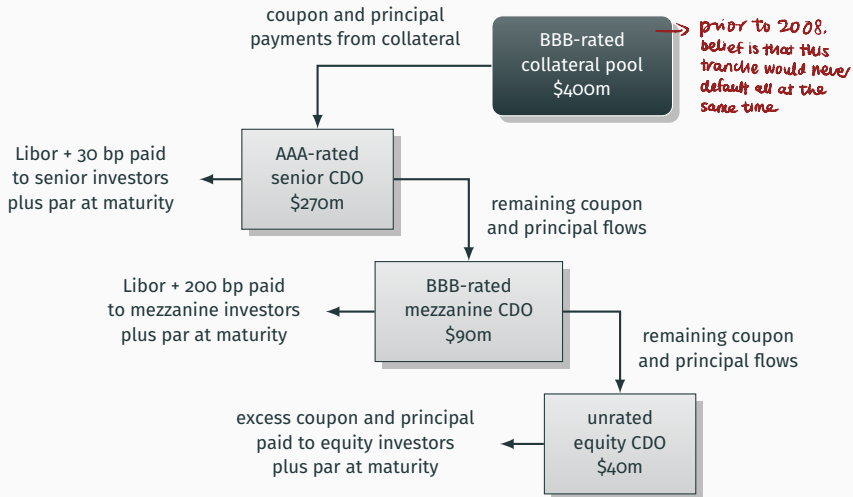 coupon and principal
payments from collateral
BBB-rated
collateral pool
$400m
prior to 2008.
belief is that this
tranche would never
default all at the
same time
Libor + 30 bp paid
to senior investors
plus par at maturity
AAA-rated
senior CDO
$270m
remaining coupon
and principal flows
Libor + 200 bp paid
to mezzanine investors
plus par at maturity
BBB-rated
mezzanine CDO
$90m
remaining coupon
and principal flows
excess coupon and principal
paid to equity investors
plus par at maturity
unrated
equity CDO
$40m